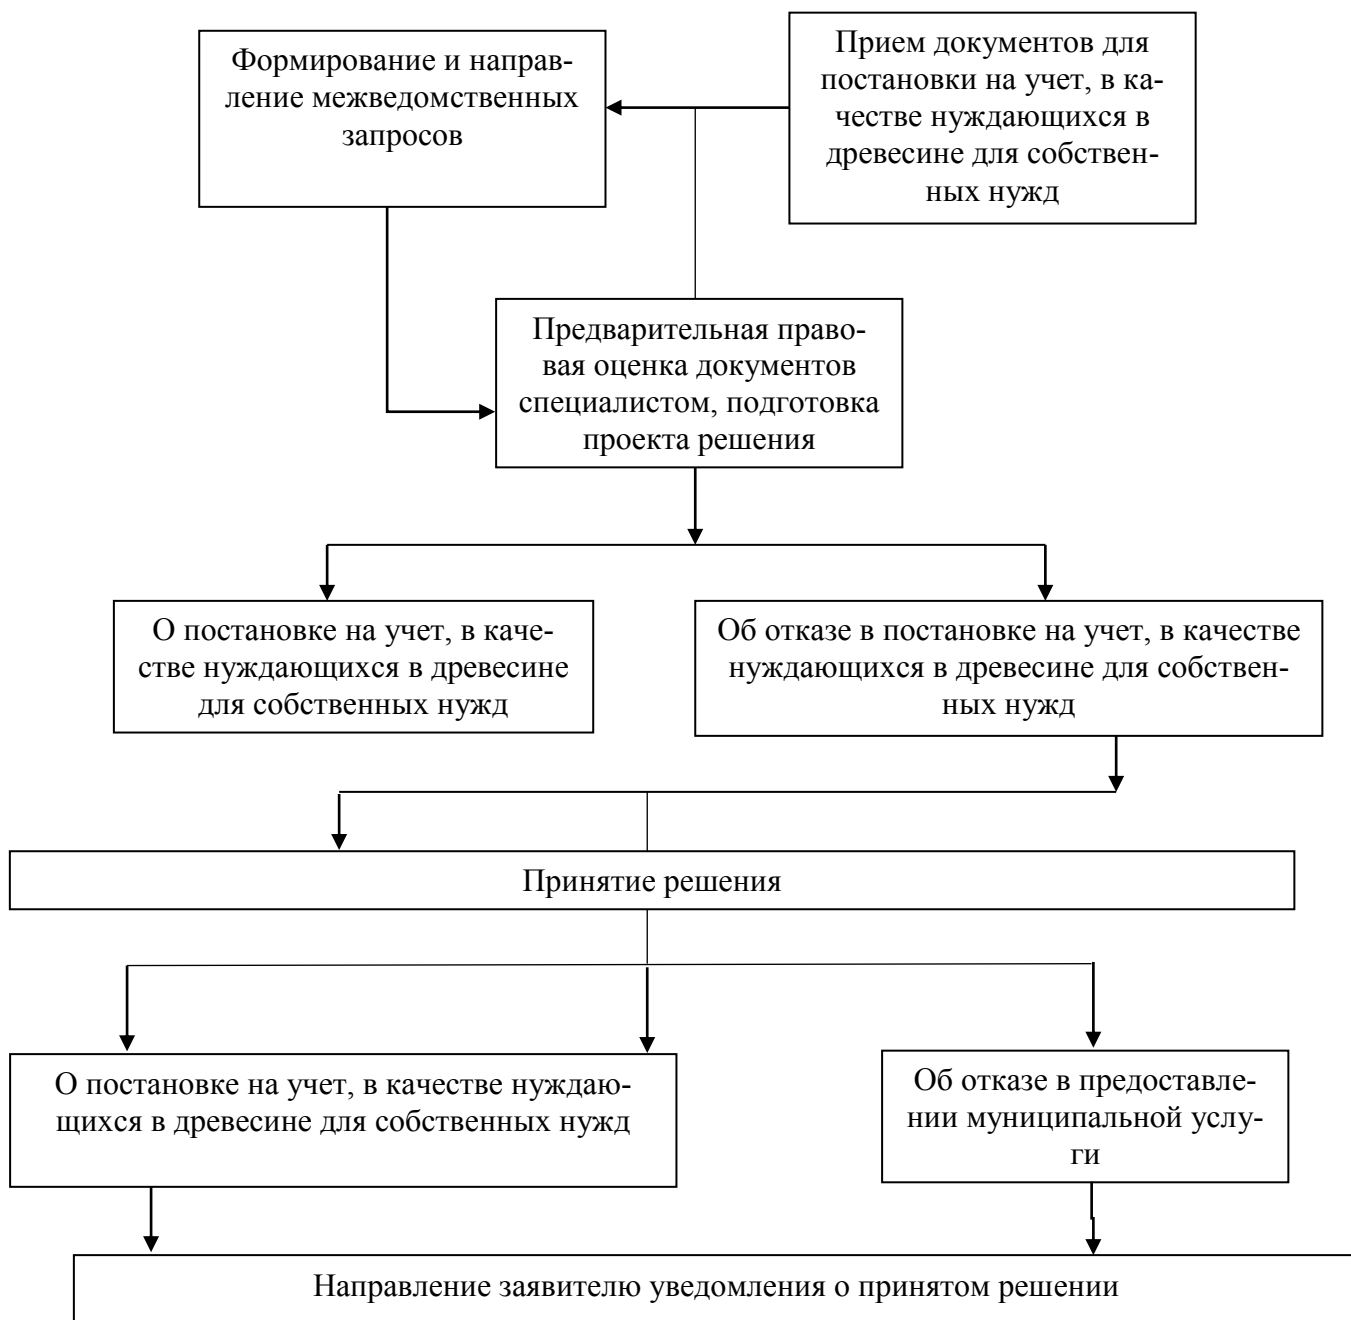 Формирование и направ-
ление межведомственных
запросов
Прием документов для
постановки на учет, в ка-
честве нуждающихся в
древесине для собствен-
ных нужд
Предварительная право-
вая оценка документов
специалистом, подготовка
проекта решения
О постановке на учет, в каче-
стве нуждающихся в древесине
для собственных нужд
Об отказе в постановке на учет, в качестве
нуждающихся в древесине для собствен-
ных нужд
Принятие решения
О постановке на учет, в качестве нуждаю-
щихся в древесине для собственных нужд
Об отказе в предоставле-
нии муниципальной услу-
ги
Направление заявителю уведомления о принятом решении